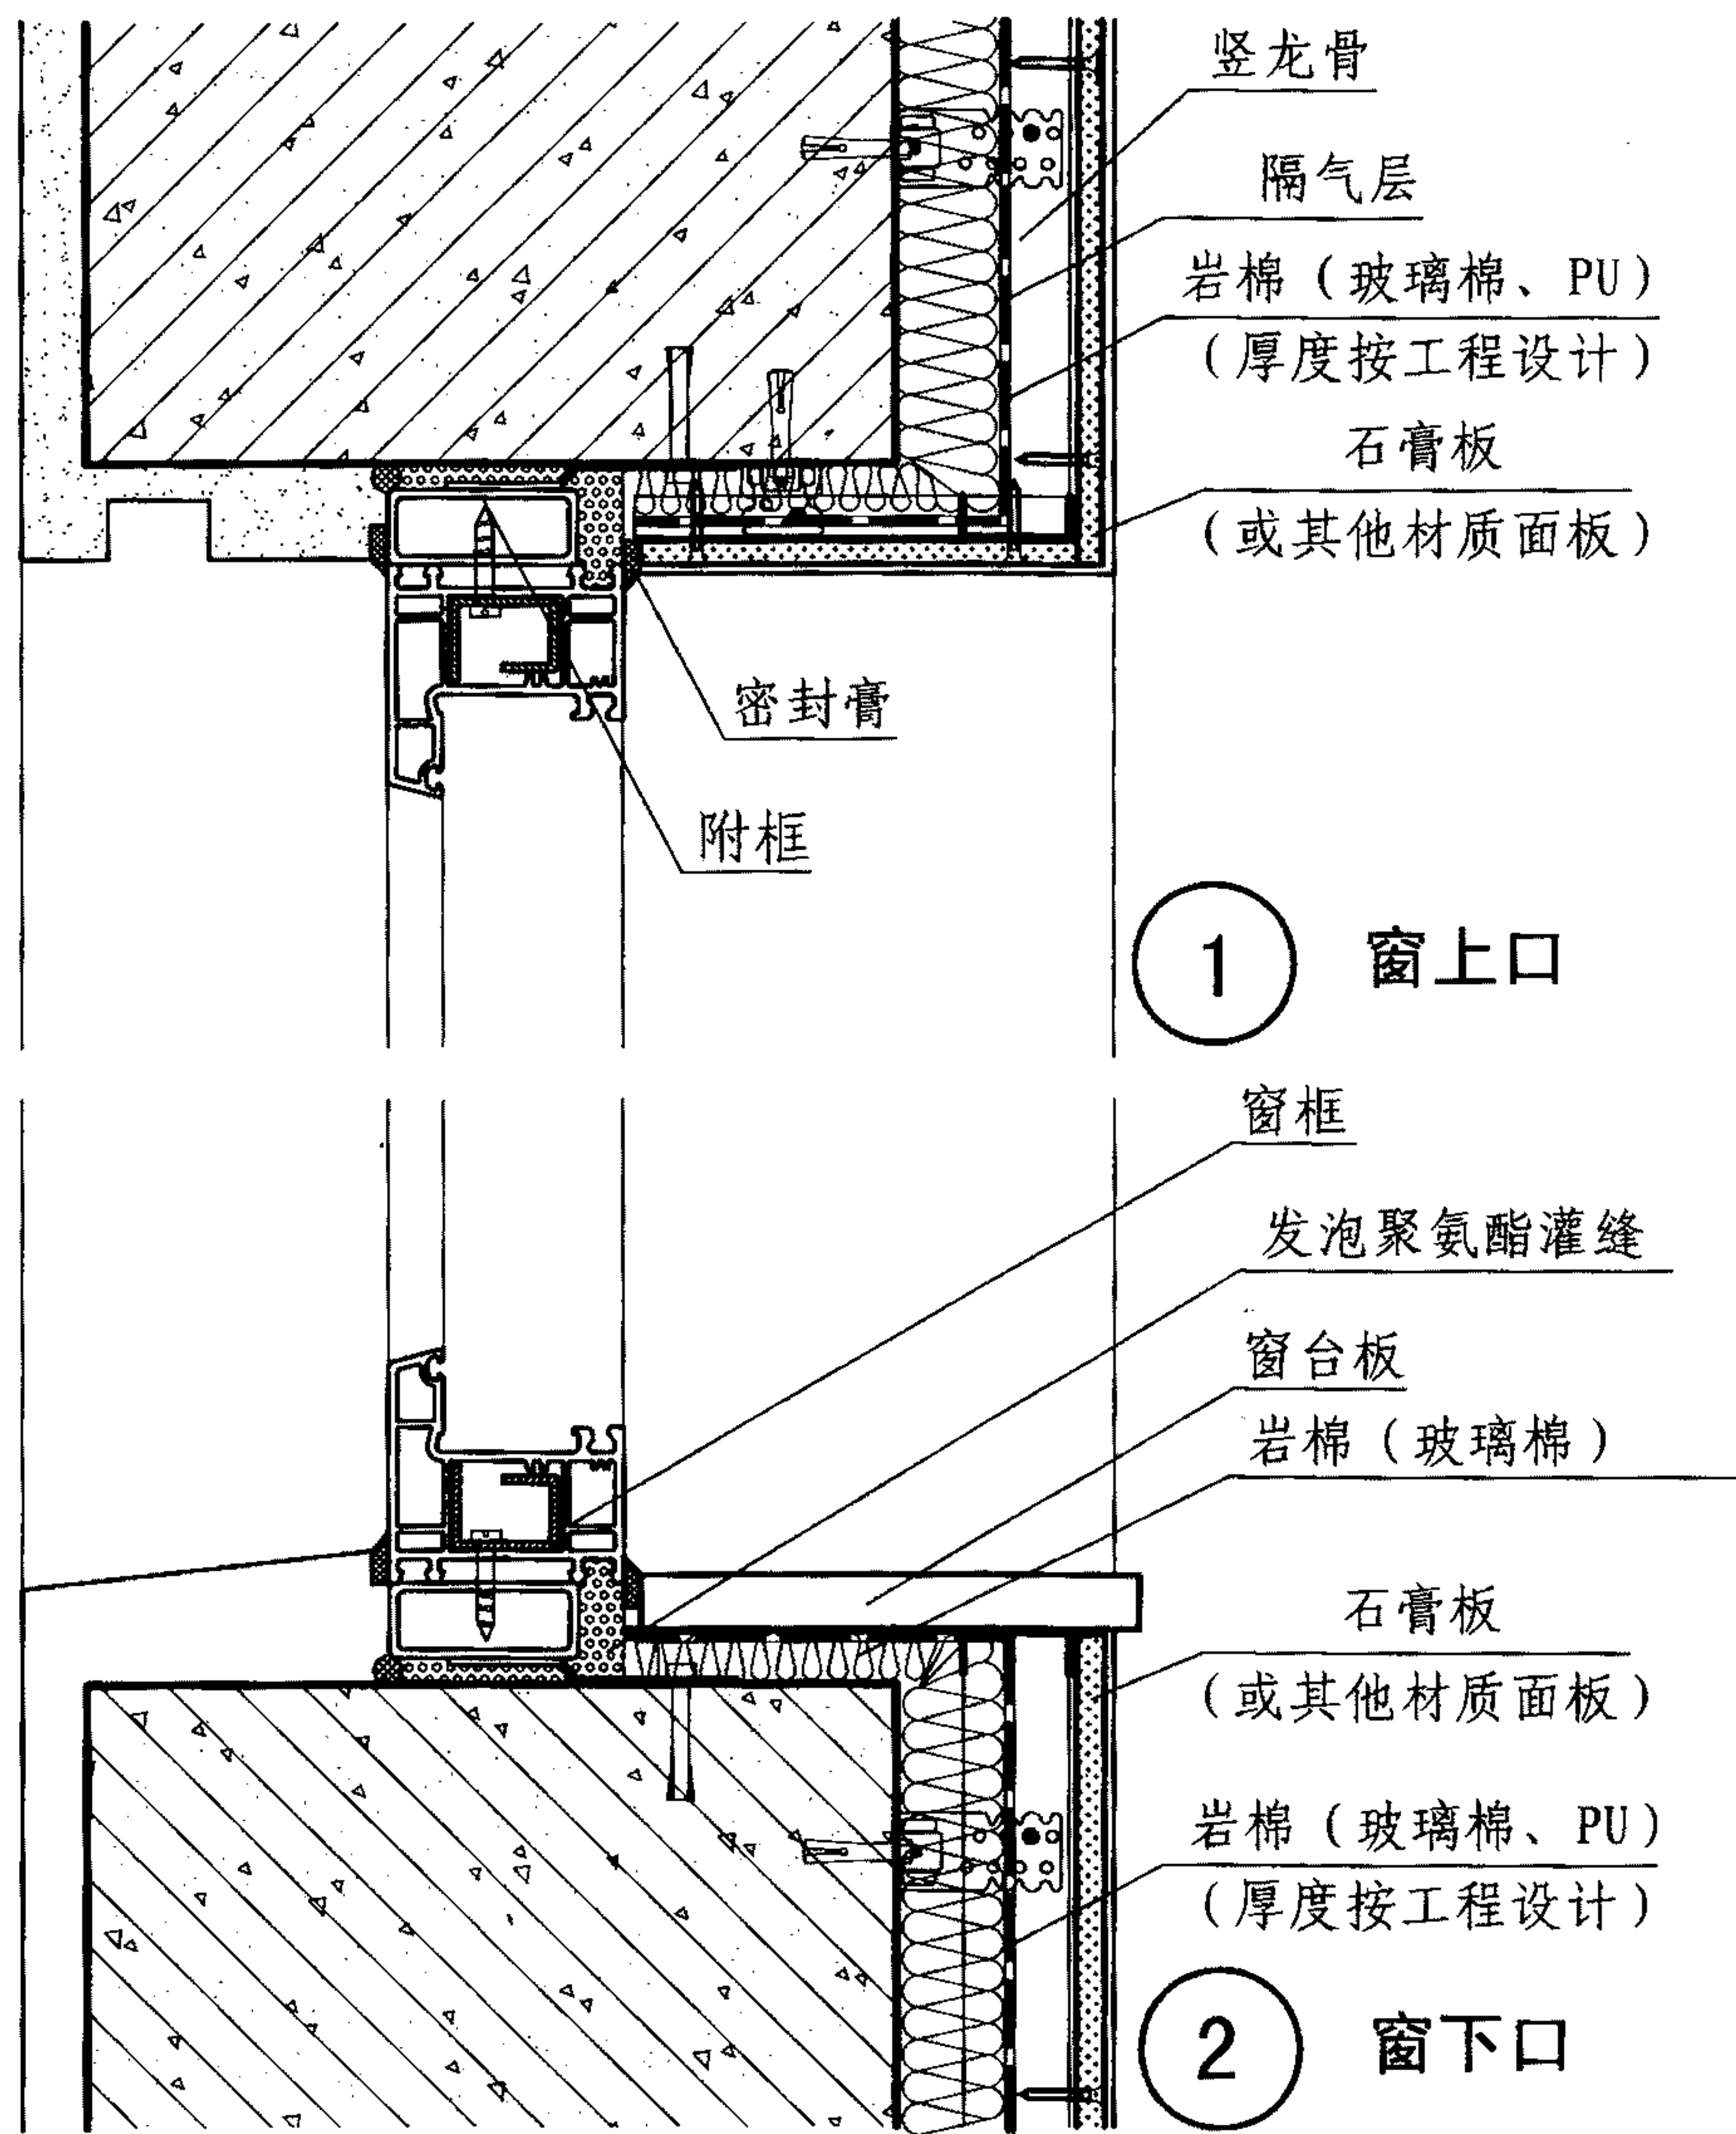 竖龙骨
隔气层
岩棉（玻璃棉、PU）
（厚度按工程设计）
石膏板
（或其他材质面板）
密封膏
附框
1 窗上口
窗框
发泡聚氨酯灌缝
窗台板
岩棉（玻璃棉）
石膏板
（或其他材质面板）
岩棉（玻璃棉、PU）
（厚度按工程设计）
2 窗下口